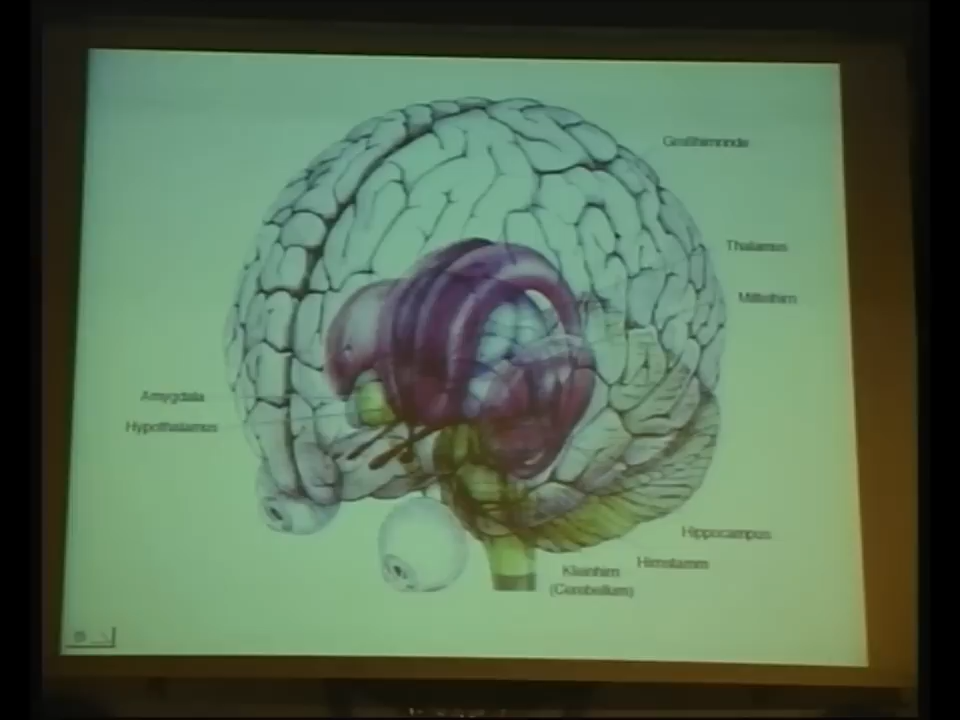 Großhirnrinde
Thalamus
Mittelhirn
Amygdala
Hypothalamus
Hippocampus
Hirnstamm
Kleinhirn
(Cerebellum)